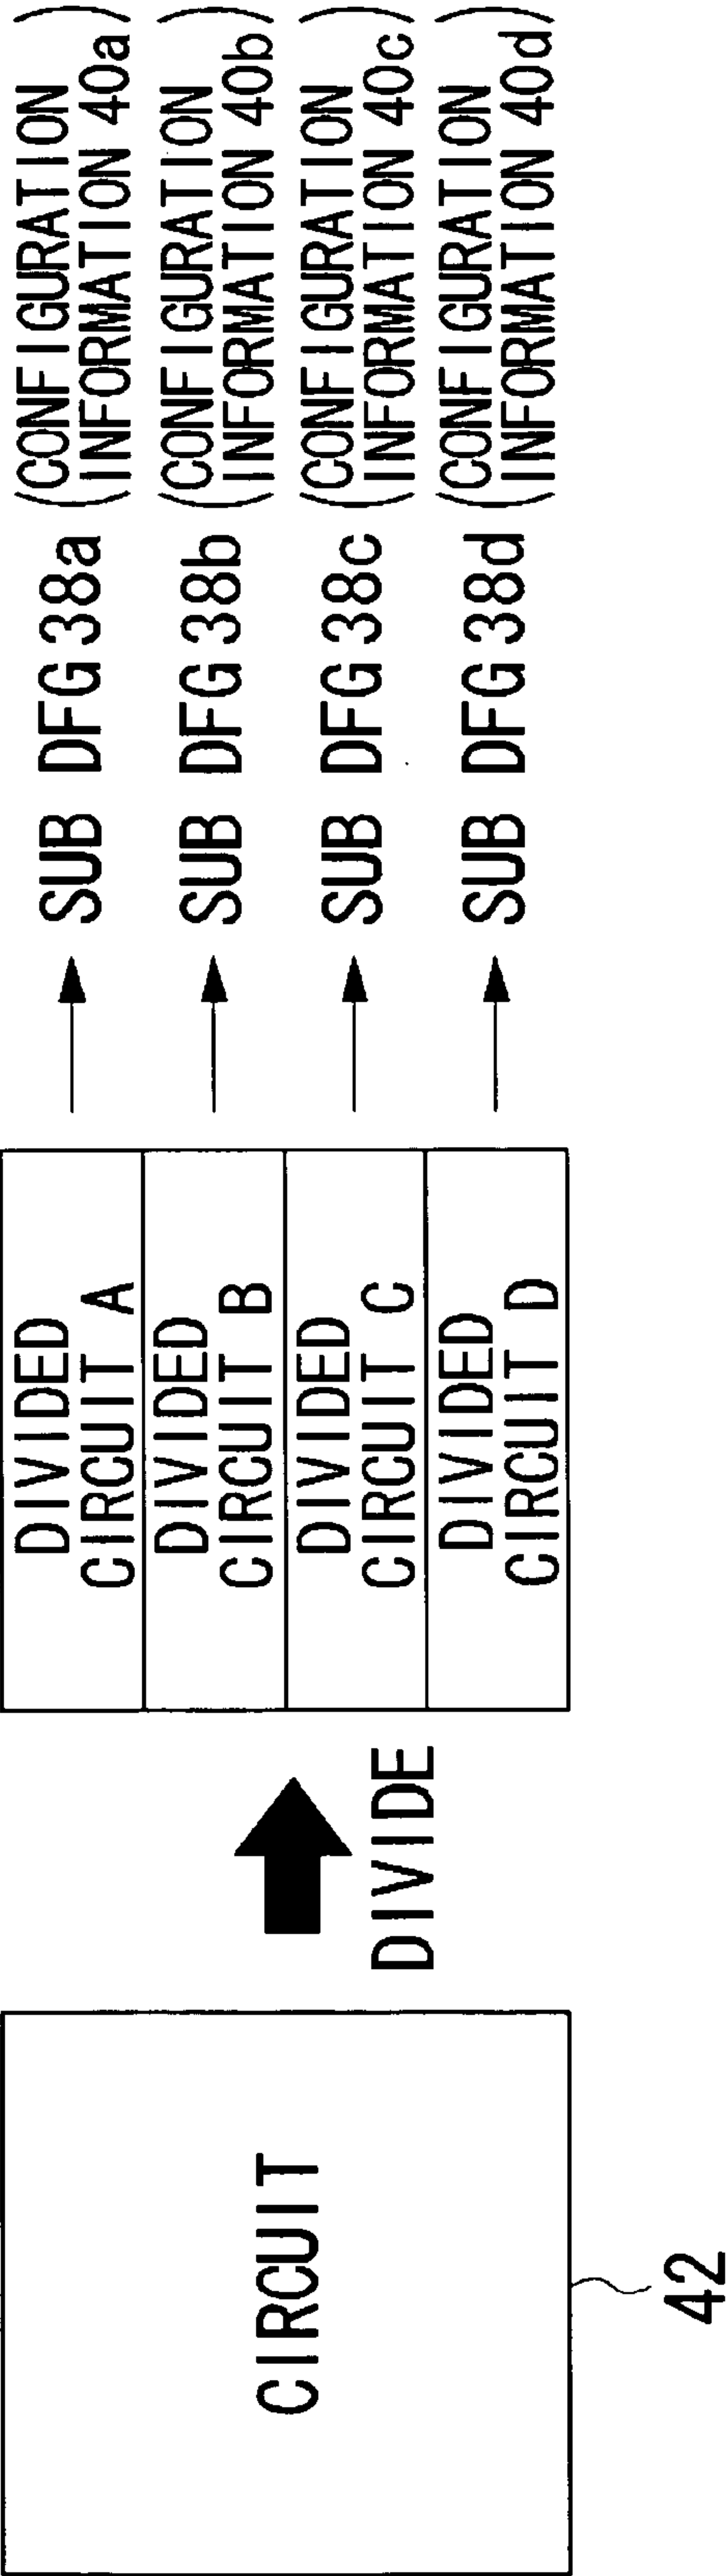 CIRCUIT
42
DIVIDE
DIVIDED
CIRCUIT A
DIVIDED
CIRCUIT B
DIVIDED
CIRCUIT C
DIVIDED
CIRCUIT D
SUB DFG 38a
(CONFIGURATION
INFORMATION 40a)
SUB DFG 38b
(CONFIGURATION
INFORMATION 40b)
SUB DFG 38c
(CONFIGURATION
INFORMATION 40c)
SUB DFG 38d
(CONFIGURATION
INFORMATION 40d)